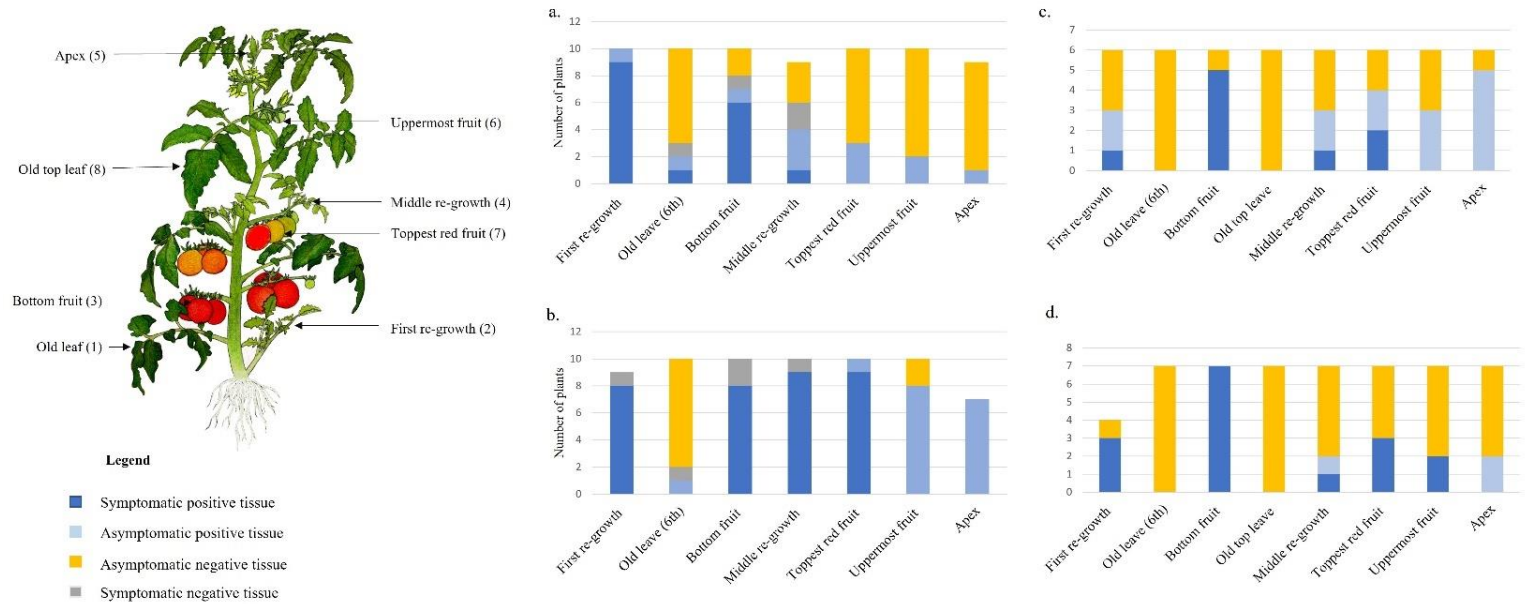 Apex (5)
Uppermost fruit (6)
Old top leaf (8)
Middle re-growth (4)
Toppest red fruit (7)
Bottom fruit (3)
First re-growth (2)
Old leaf (1)
Legend
Symptomatic positive tissue
Asymptomatic positive tissue
Asymptomatic negative tissue
Symptomatic negative tissue
a.
Number of plants
12
10
8
6
4
2
0
First re-growth
Old leave (6th)
Bottom fruit
Middle re-growth
Toppest red fruit
Uppermost fruit
Apex
b.
Number of plants
12
10
8
6
4
2
0
First re-growth
Old leave (6th)
Bottom fruit
Middle re-growth
Toppest red fruit
Uppermost fruit
Apex
c.
7
6
5
4
3
2
1
0
First re-growth
Old leave (6th)
Bottom fruit
Old top leave
Middle re-growth
Toppest red fruit
Uppermost fruit
Apex
d.
8
7
6
5
4
3
2
1
0
First re-growth
Old leave (6th)
Bottom fruit
Old top leave
Middle re-growth
Toppest red fruit
Uppermost fruit
Apex